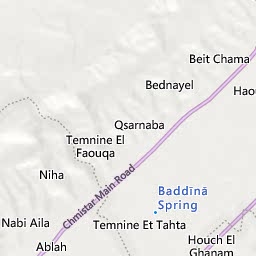 Beit Chama
Bednayel
Haou
Qsarnaba
Temnine El
Faouqa
Niha
Chmistar Main Road
Baddīnā
Spring
Nabi Aila
Temnine Et Tahta
Ablah
Houch El
Ghanam